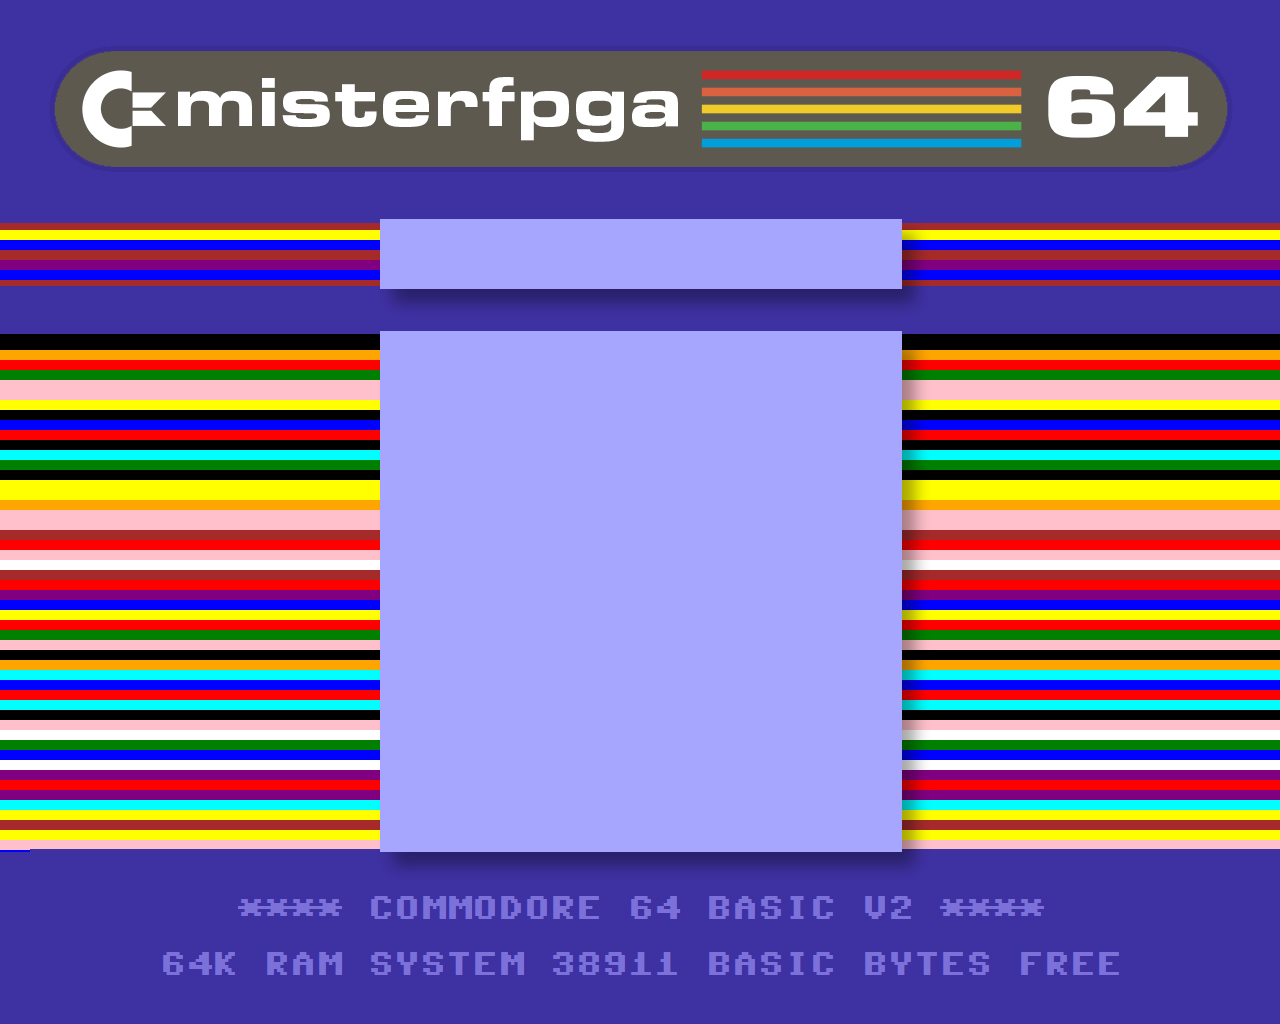 misterfpga 64
**** COMMODORE 64 BASIC V2 ****
64K RAM SYSTEM 38911 BASIC BYTES FREE